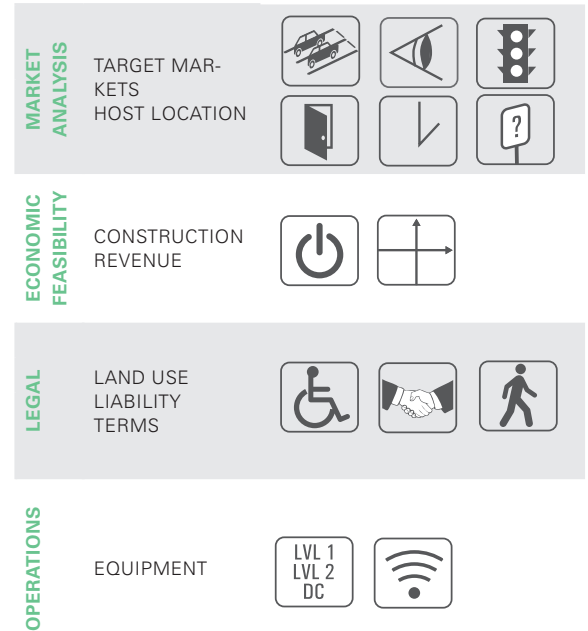 MARKET
ANALYSIS
TARGET MAR-
KETS
HOST LOCATION
?
ECONOMIC
FEASIBILITY
CONSTRUCTION
REVENUE
LEGAL
LAND USE
LIABILITY
TERMS
OPERATIONS
EQUIPMENT
LVL 1
LVL 2
DC